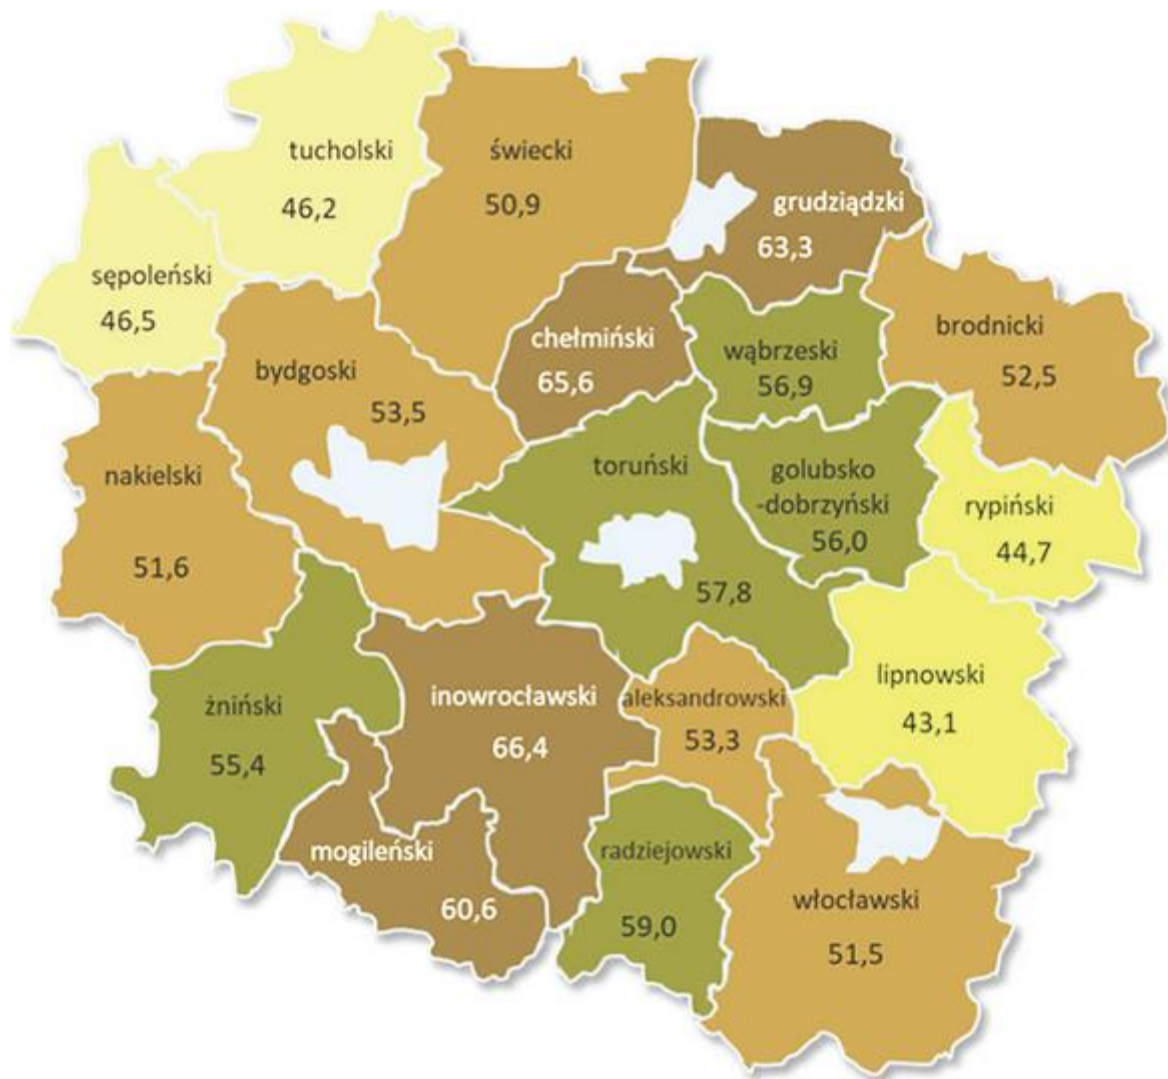 tucholski
46,2
świecki
50,9
grudziądzki
63,3
sępoleński
46,5
chełmiński
65,6
wąbrzeski
56,9
brodnicki
52,5
bydgoski
53,5
nakielski
51,6
toruński
57,8
golubsko
-dobrzyński
56,0
rypiński
44,7
żniński
55,4
inowrocławski
66,4
aleksandrowski
53,3
lipnowski
43,1
mogileński
60,6
radziejowski
59,0
włocławski
51,5